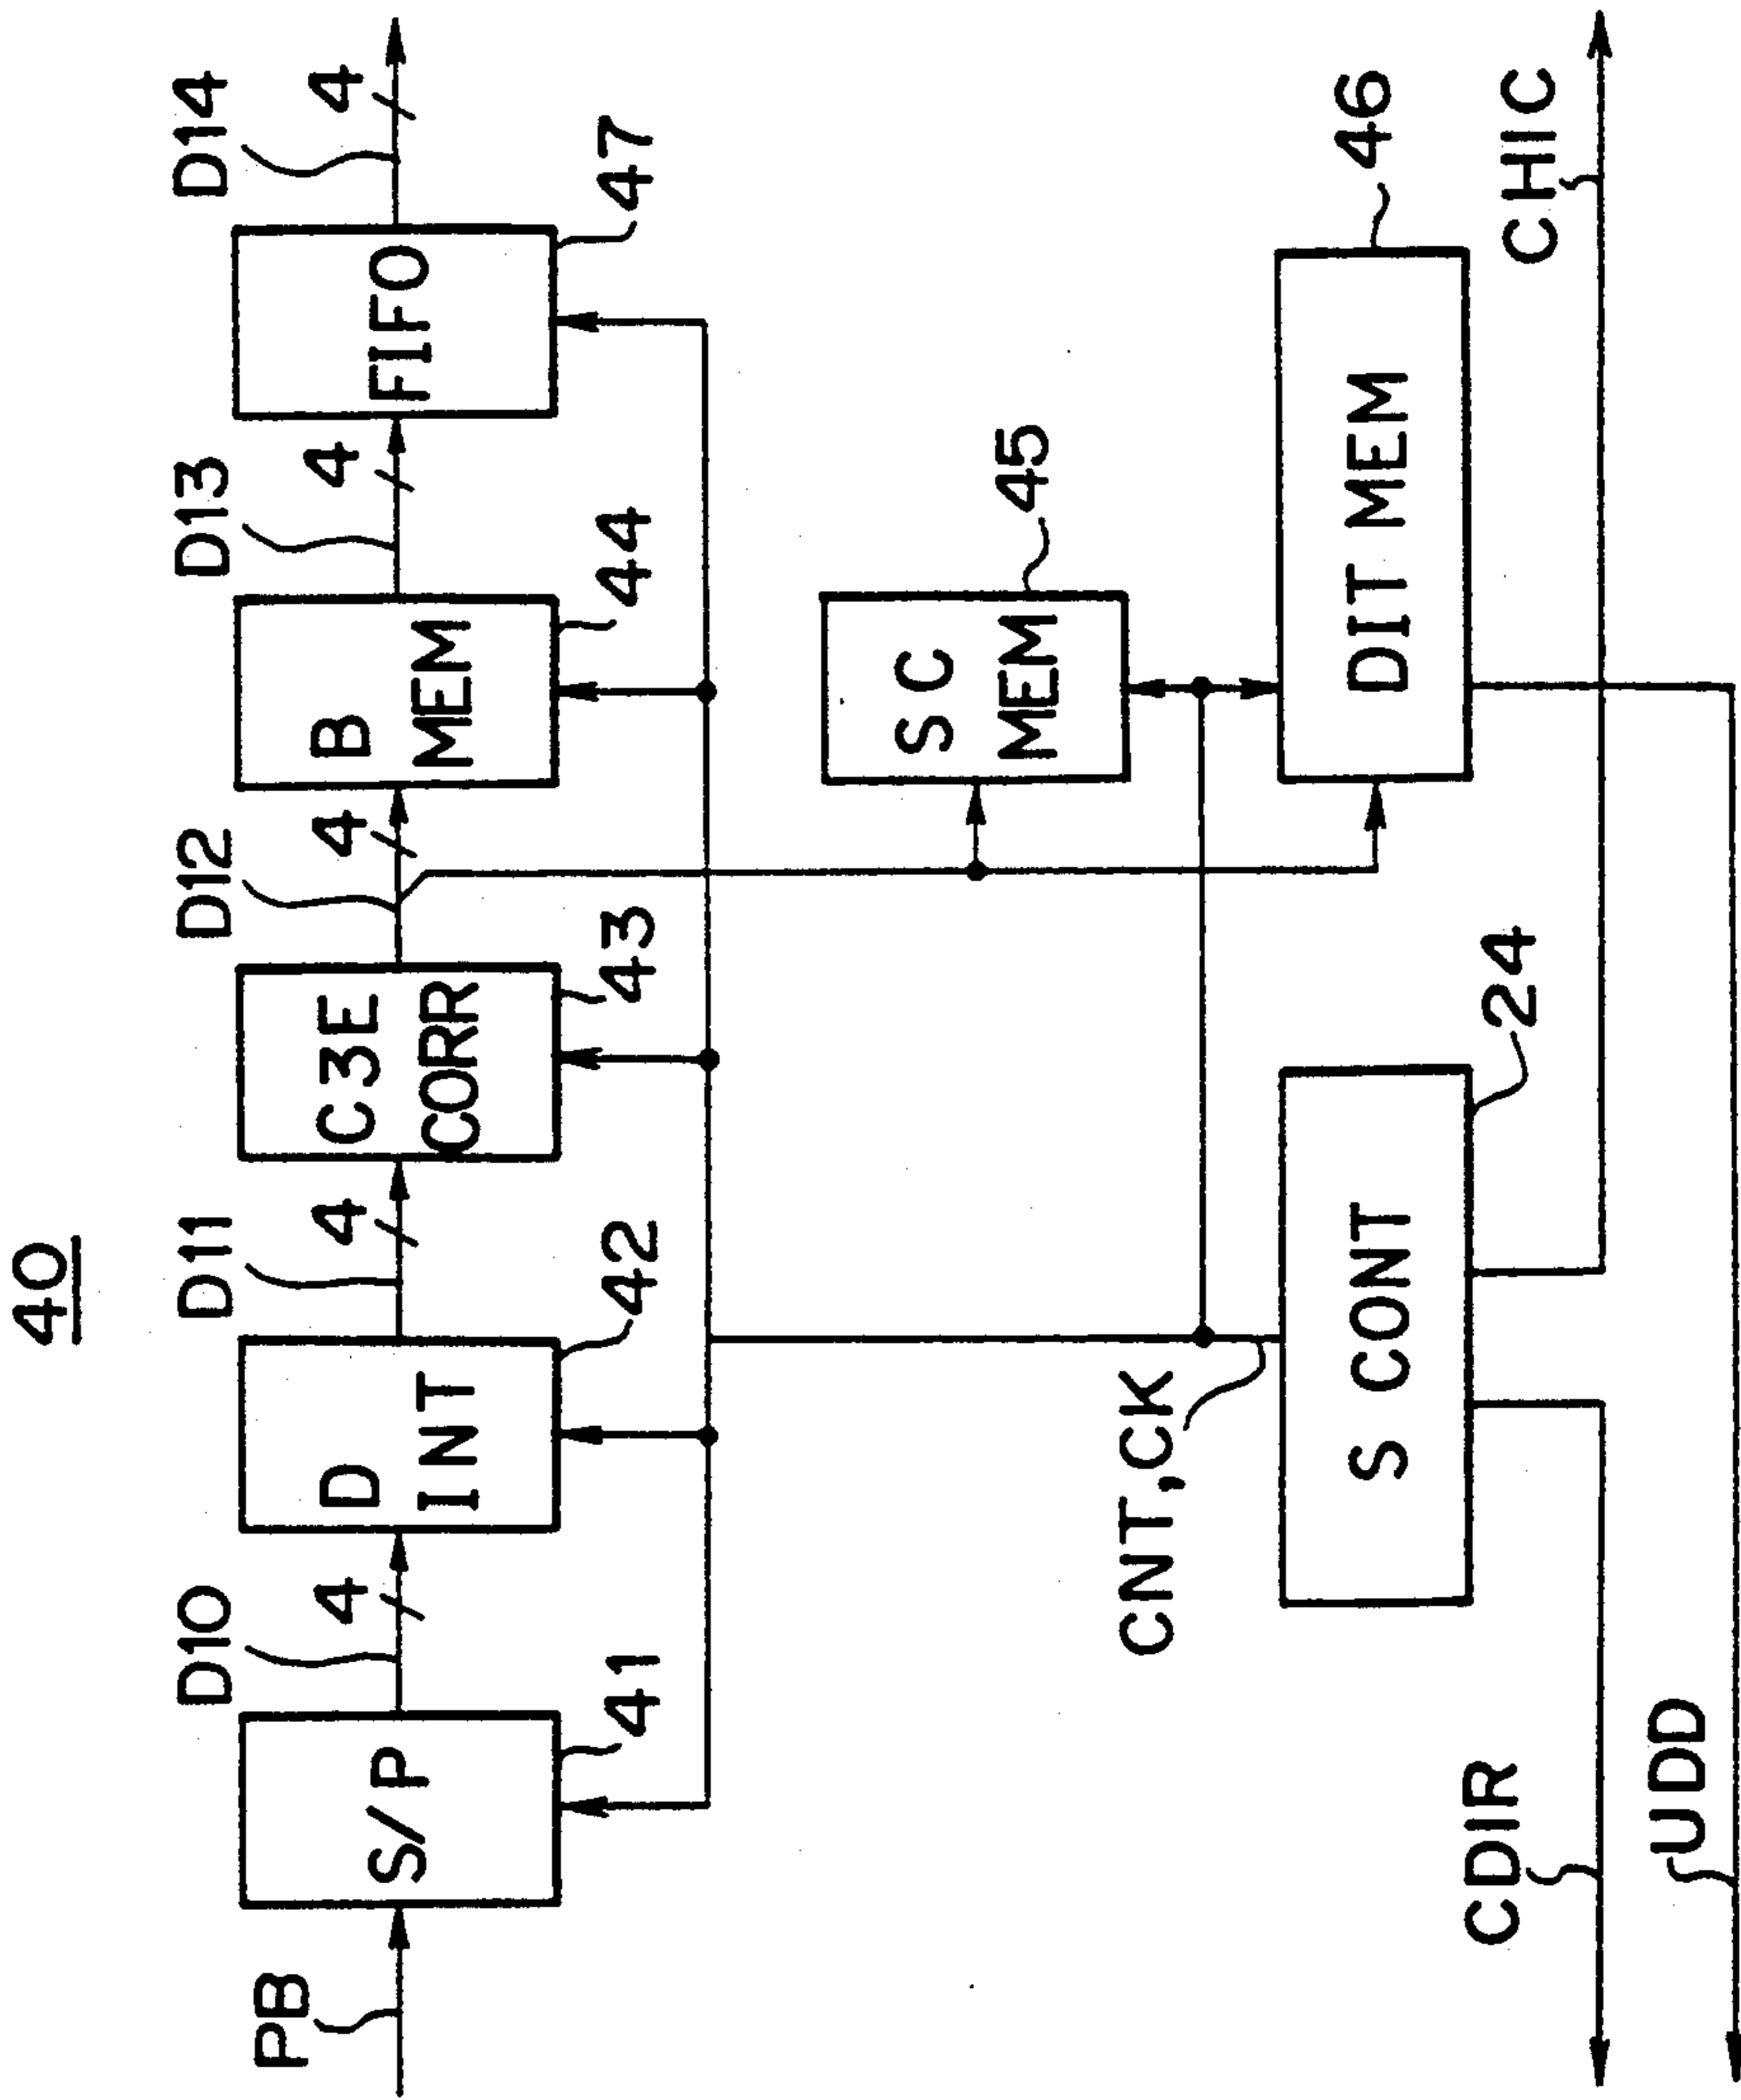 40
PB
S/P
41
D10
4
D
INT
42
D11
4
C3E
CORR
43
D12
4
B
MEM
44
D13
4
FIFO
47
D14
4
CNT,CK
S C
MEM
45
S CONT
24
DIT MEM
46
CDIR
CHIC
UDD